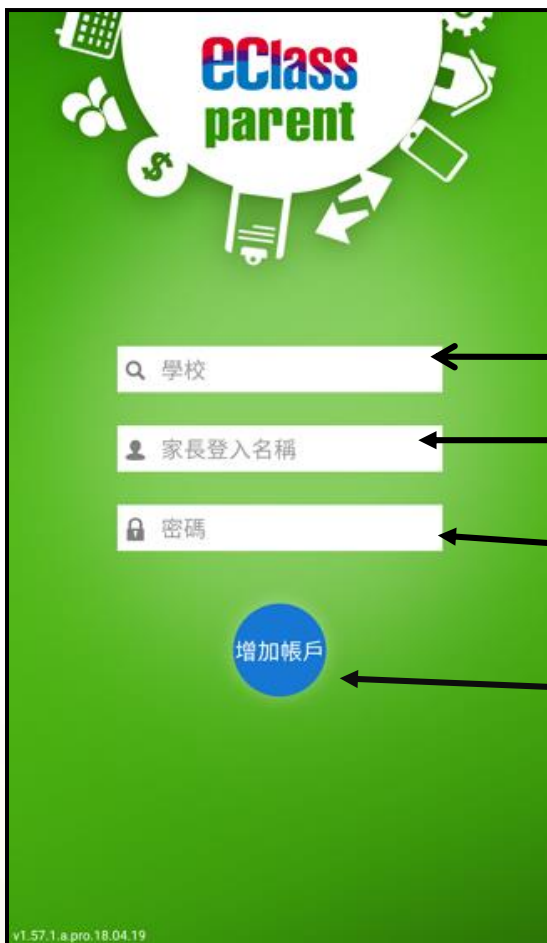 eClass
parent
$
學校
家長登入名稱
密碼
增加帳戶
v1.57.1.a.pro.18.04.19